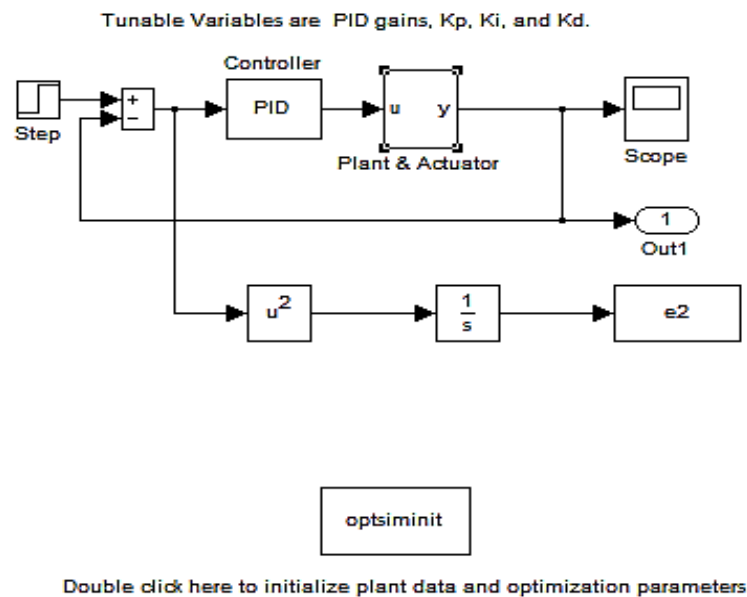 Tunable Variables are PID gains, Kp, Ki, and Kd.
Controller
+
−
PID
u
y
Step
Plant & Actuator
Scope
1
Out1
u²
1
s
e2
optsiminit
Double click here to initialize plant data and optimization parameters